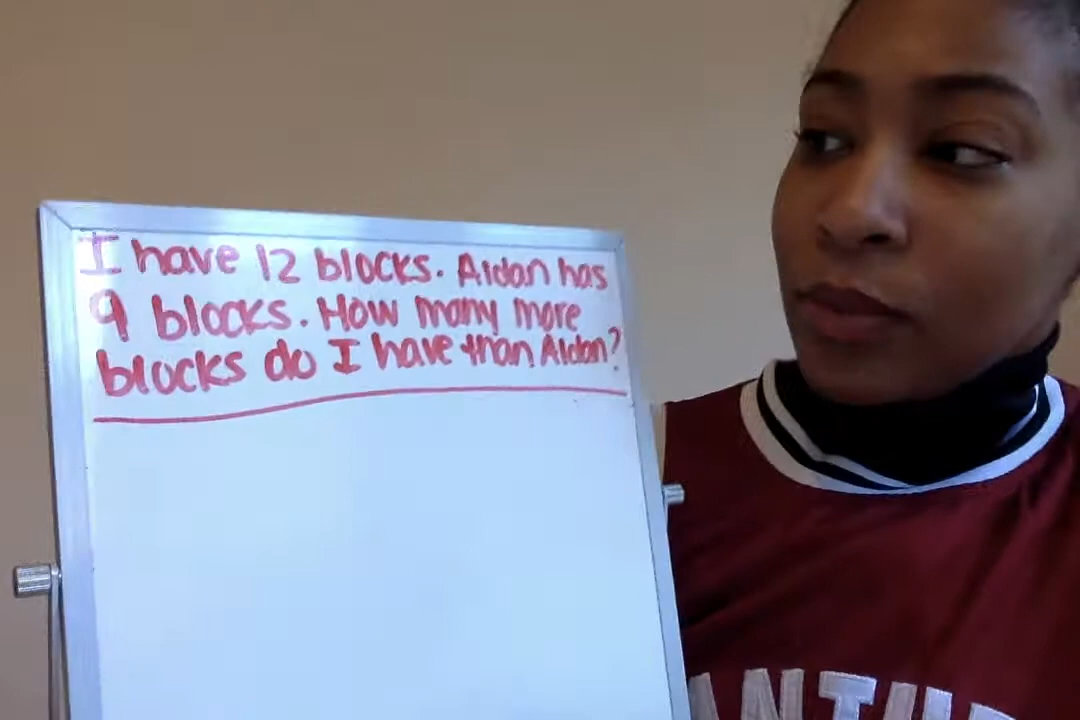 I have 12 blocks. Aidan has
9 blocks. How many more
blocks do I have than Aidan?